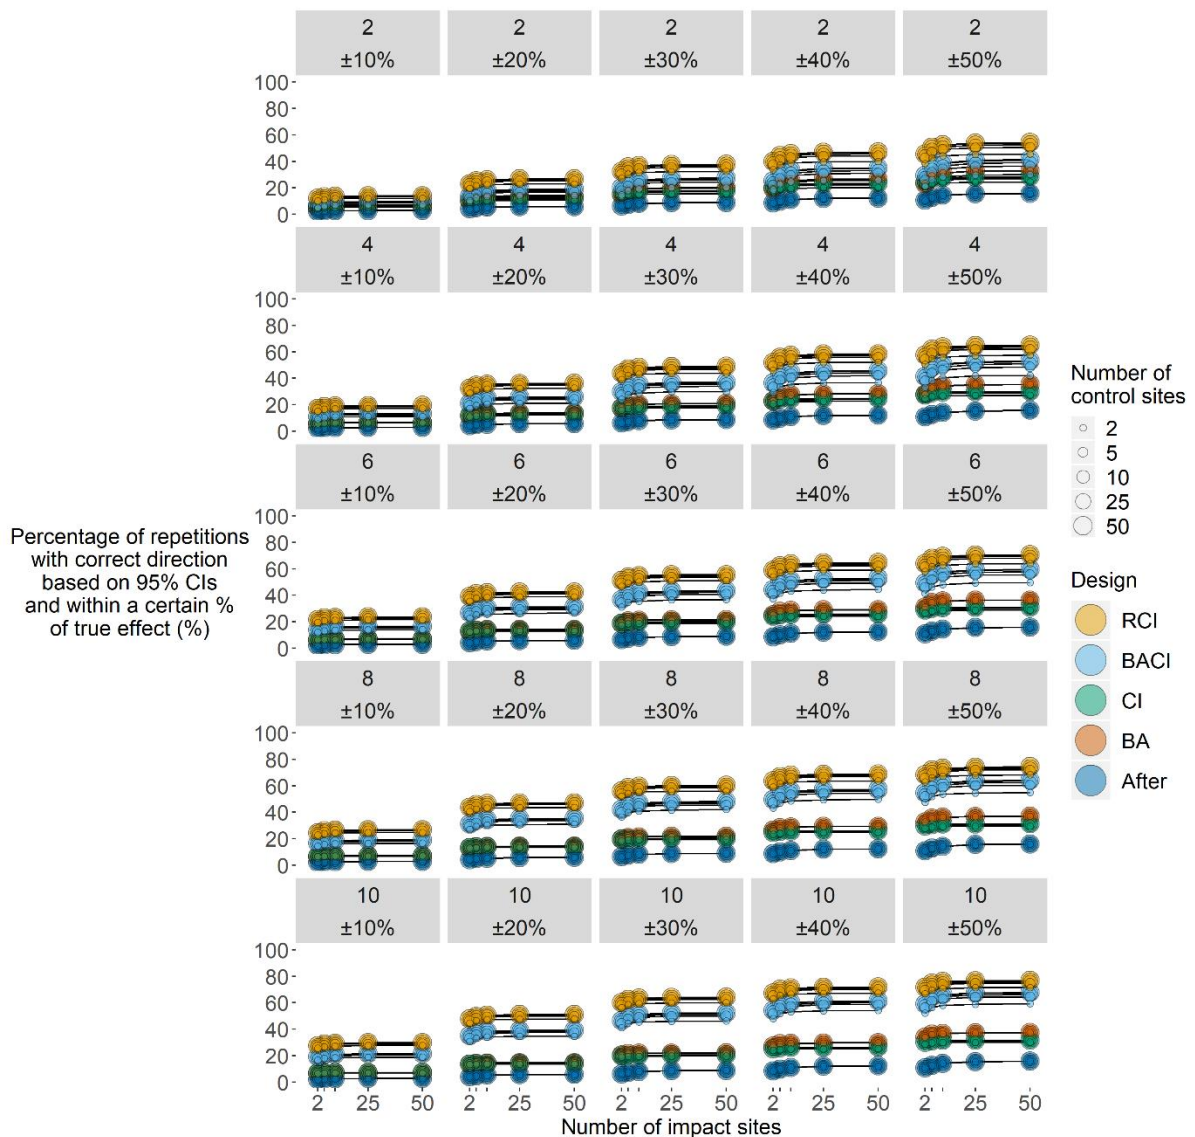 2 2 2 2 2
±10% ±20% ±30% ±40% ±50%
100
80
60
40
20
0
4 4 4 4 4
±10% ±20% ±30% ±40% ±50%
100
80
60
40
20
0
6 6 6 6 6
±10% ±20% ±30% ±40% ±50%
100
80
60
40
20
0
8 8 8 8 8
±10% ±20% ±30% ±40% ±50%
100
80
60
40
20
0
10 10 10 10 10
±10% ±20% ±30% ±40% ±50%
100
80
60
40
20
0
2 25 50 2 25 50 2 25 50 2 25 50 2 25 50
Number of impact sites
Percentage of repetitions
with correct direction
based on 95% CIs
and within a certain %
of true effect (%)
Number of
control sites
2
5
10
25
50
Design
RCI
BACI
CI
BA
After